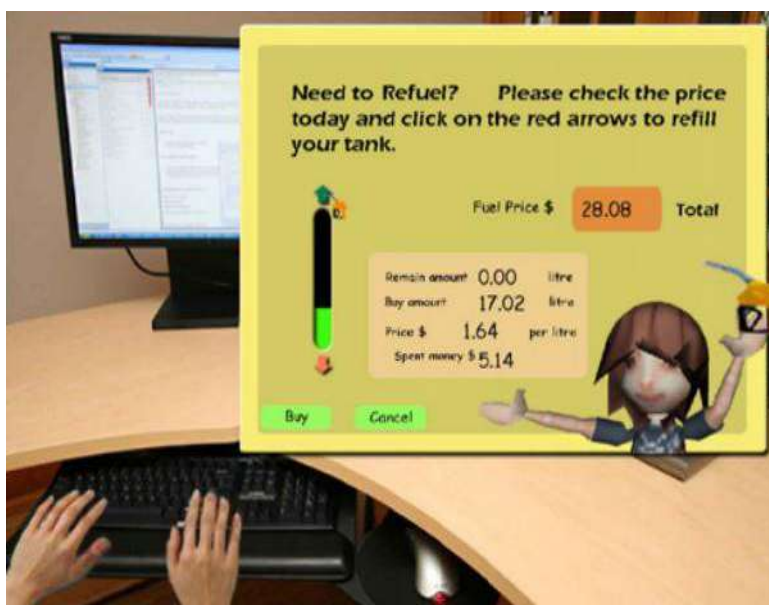 Need to Refuel? Please check the price
today and click on the red arrows to refill
your tank.
Fuel Price $ 28.08 Total
Remain amount 0.00 litre
Buy amount 17.02 litre
Price $ 1.64 per litre
Spent money $ 5.14
Buy Cancel